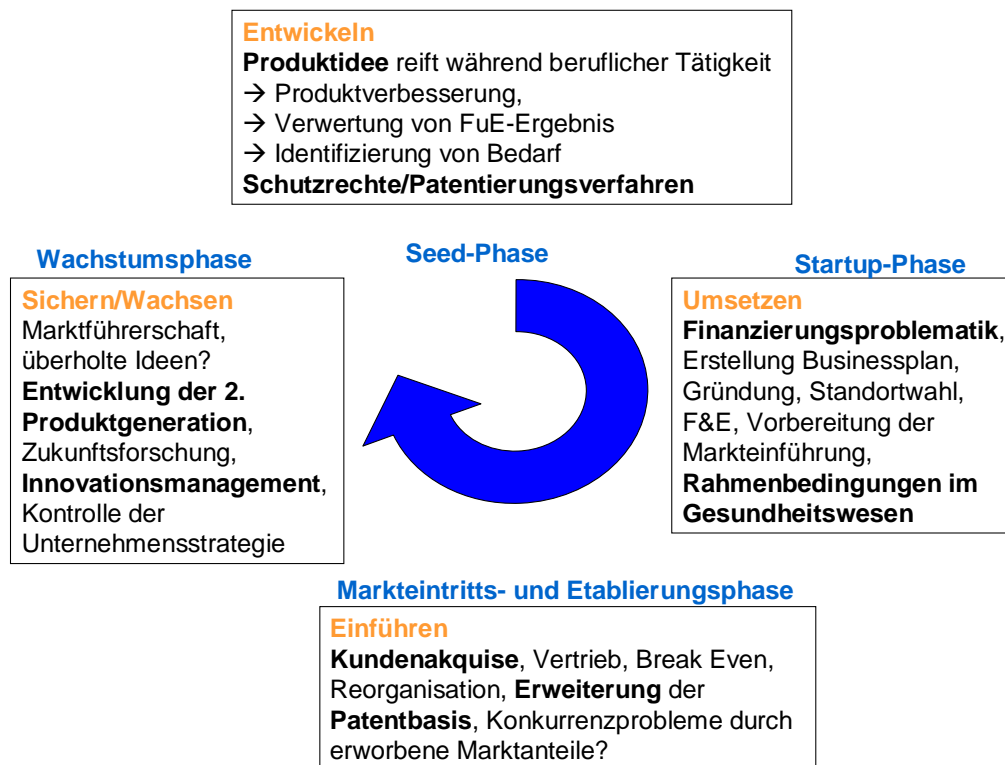 Entwickeln
Produktidee reift während beruflicher Tätigkeit
→ Produktverbesserung,
→ Verwertung von FuE-Ergebnis
→ Identifizierung von Bedarf
Schutzrechte/Patentierungsverfahren
Seed-Phase
Startup-Phase
Umsetzen
Finanzierungsproblematik,
Erstellung Businessplan,
Gründung, Standortwahl,
F&E, Vorbereitung der
Markteinführung,
Rahmenbedingungen im
Gesundheitswesen
Markteintritts- und Etablierungsphase
Einführen
Kundenakquise, Vertrieb, Break Even,
Reorganisation, Erweiterung der
Patentbasis, Konkurrenzprobleme durch
erworbene Marktanteile?
Wachstumsphase
Sichern/Wachsen
Marktführerschaft,
überholte Ideen?
Entwicklung der 2.
Produktgeneration,
Zukunftsforschung,
Innovationsmanagement,
Kontrolle der
Unternehmensstrategie